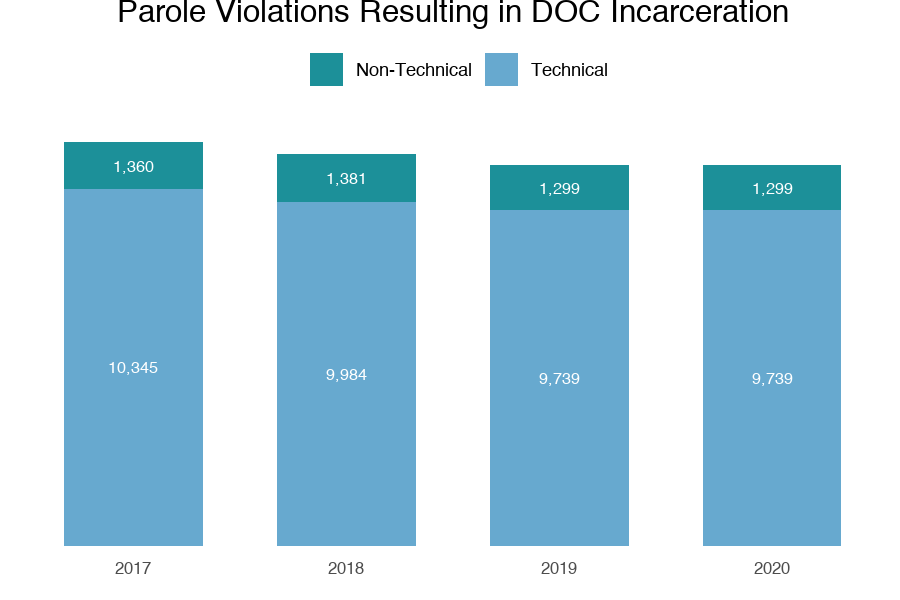 Parole Violations Resulting in DOC Incarceration
Non-Technical Technical
1,360 1,381 1,299 1,299
10,345 9,984 9,739 9,739
2017 2018 2019 2020